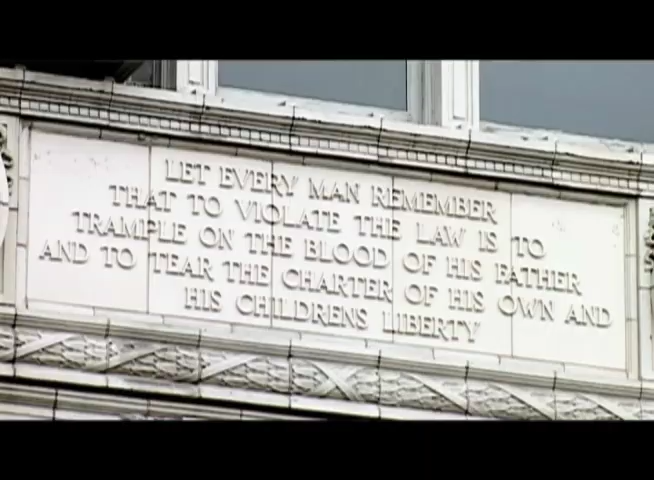 LET EVERY MAN REMEMBER
THAT TO VIOLATE THE LAW IS TO
TRAMPLE ON THE BLOOD OF HIS FATHER
AND TO TEAR THE CHARTER OF HIS OWN AND
HIS CHILDRENS LIBERTY